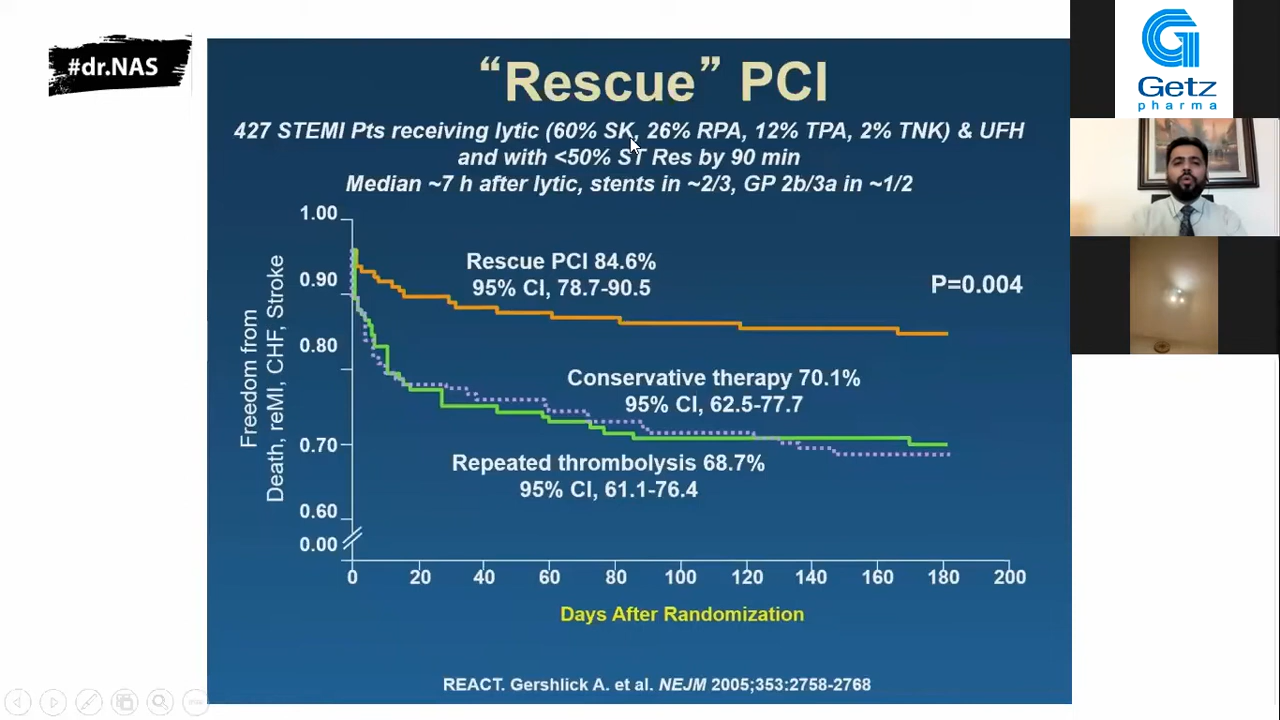 #dr.NAS
“Rescue” PCI
427 STEMI Pts receiving lytic (60% SK, 26% RPA, 12% TPA, 2% TNK) & UFH
and with <50% ST Res by 90 min
Median ~7 h after lytic, stents in ~2/3, GP 2b/3a in ~1/2
1.00
0.90
0.80
0.70
0.60
0.00
Freedom from
Death, reMI, CHF, Stroke
Rescue PCI 84.6%
95% CI, 78.7-90.5
P=0.004
Conservative therapy 70.1%
95% CI, 62.5-77.7
Repeated thrombolysis 68.7%
95% CI, 61.1-76.4
0 20 40 60 80 100 120 140 160 180 200
Days After Randomization
REACT. Gershlick A. et al. NEJM 2005;353:2758-2768
Getz
pharma